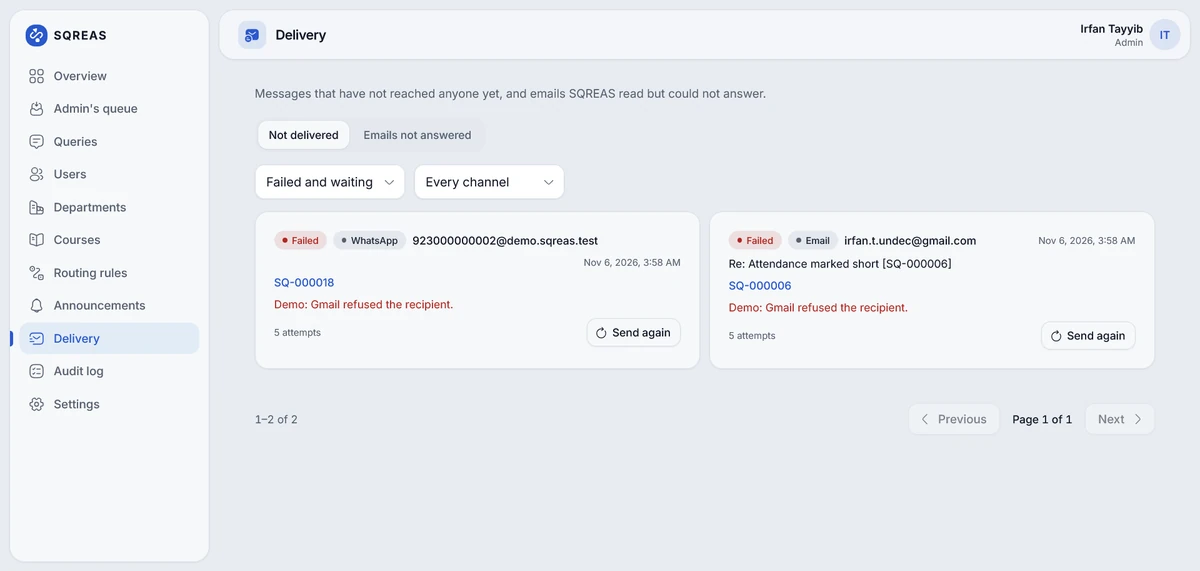 SQREAS
Overview
Admin's queue
Queries
Users
Departments
Courses
Routing rules
Announcements
Delivery
Audit log
Settings
Delivery
Irfan Tayyib
Admin
IT
Messages that have not reached anyone yet, and emails SQREAS read but could not answer.
Not delivered
Emails not answered
Failed and waiting
Every channel
Failed WhatsApp 923000000002@demo.sqreas.test
Nov 6, 2026, 3:58 AM
SQ-000018
Demo: Gmail refused the recipient.
5 attempts
Send again
Failed Email irfan.t.undec@gmail.com Nov 6, 2026, 3:58 AM
Re: Attendance marked short [SQ-000006]
SQ-000006
Demo: Gmail refused the recipient.
5 attempts
Send again
1–2 of 2
Previous
Page 1 of 1
Next